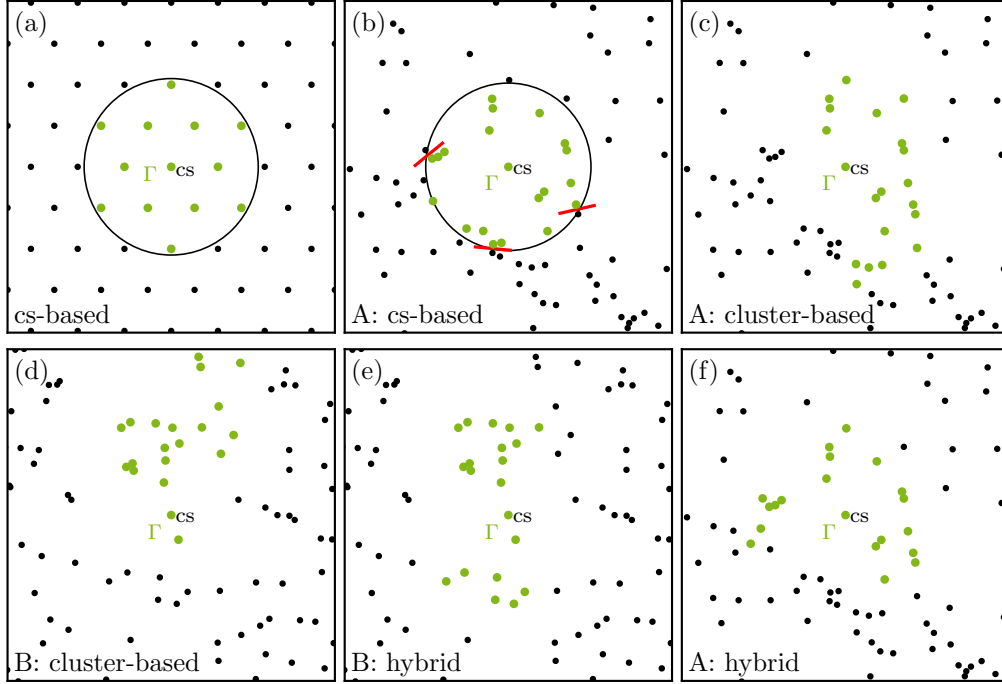 (a)
Γ cs
cs-based
(b)
Γ cs
A: cs-based
(c)
Γ cs
A: cluster-based
(d)
cs
Γ
B: cluster-based
(e)
cs
Γ
B: hybrid
(f)
cs
Γ
A: hybrid